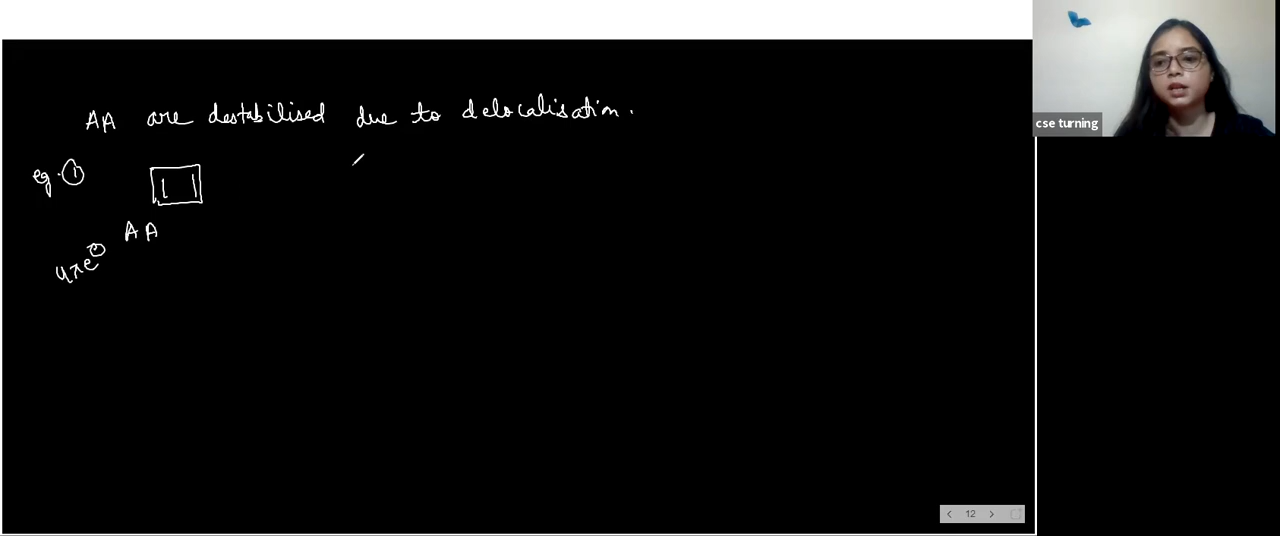 AA are destabilised due to delocalisation.
eg. ①
AA
4πe⊖
cse turning
12